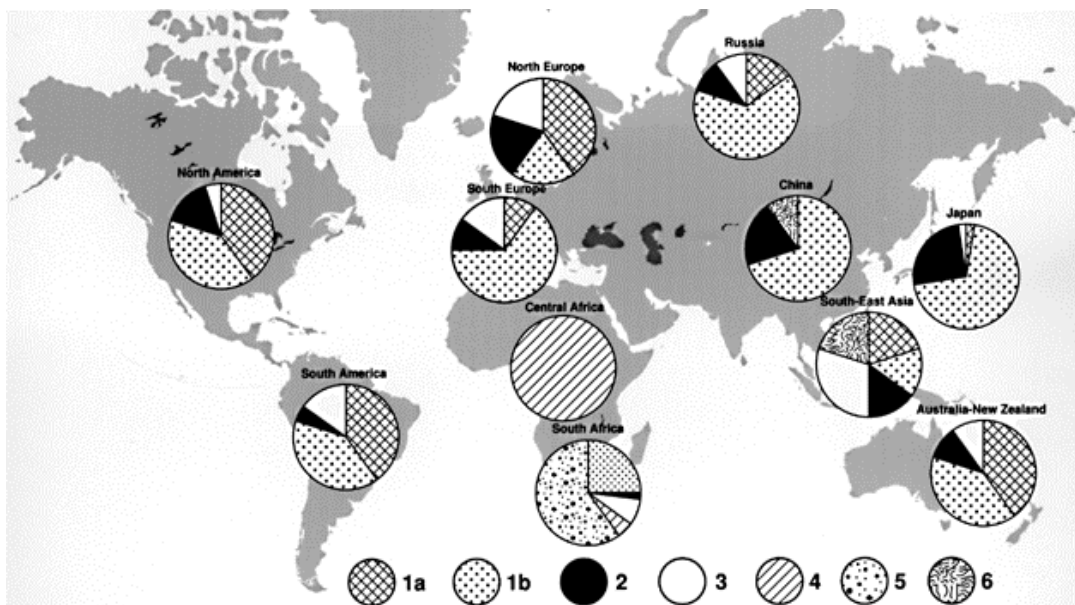 Russia
North Europe
North America
South Europe
China
Japan
Central Africa
South-East Asia
South America
Australia-New Zealand
South Africa
1a 1b 2 3 4 5 6